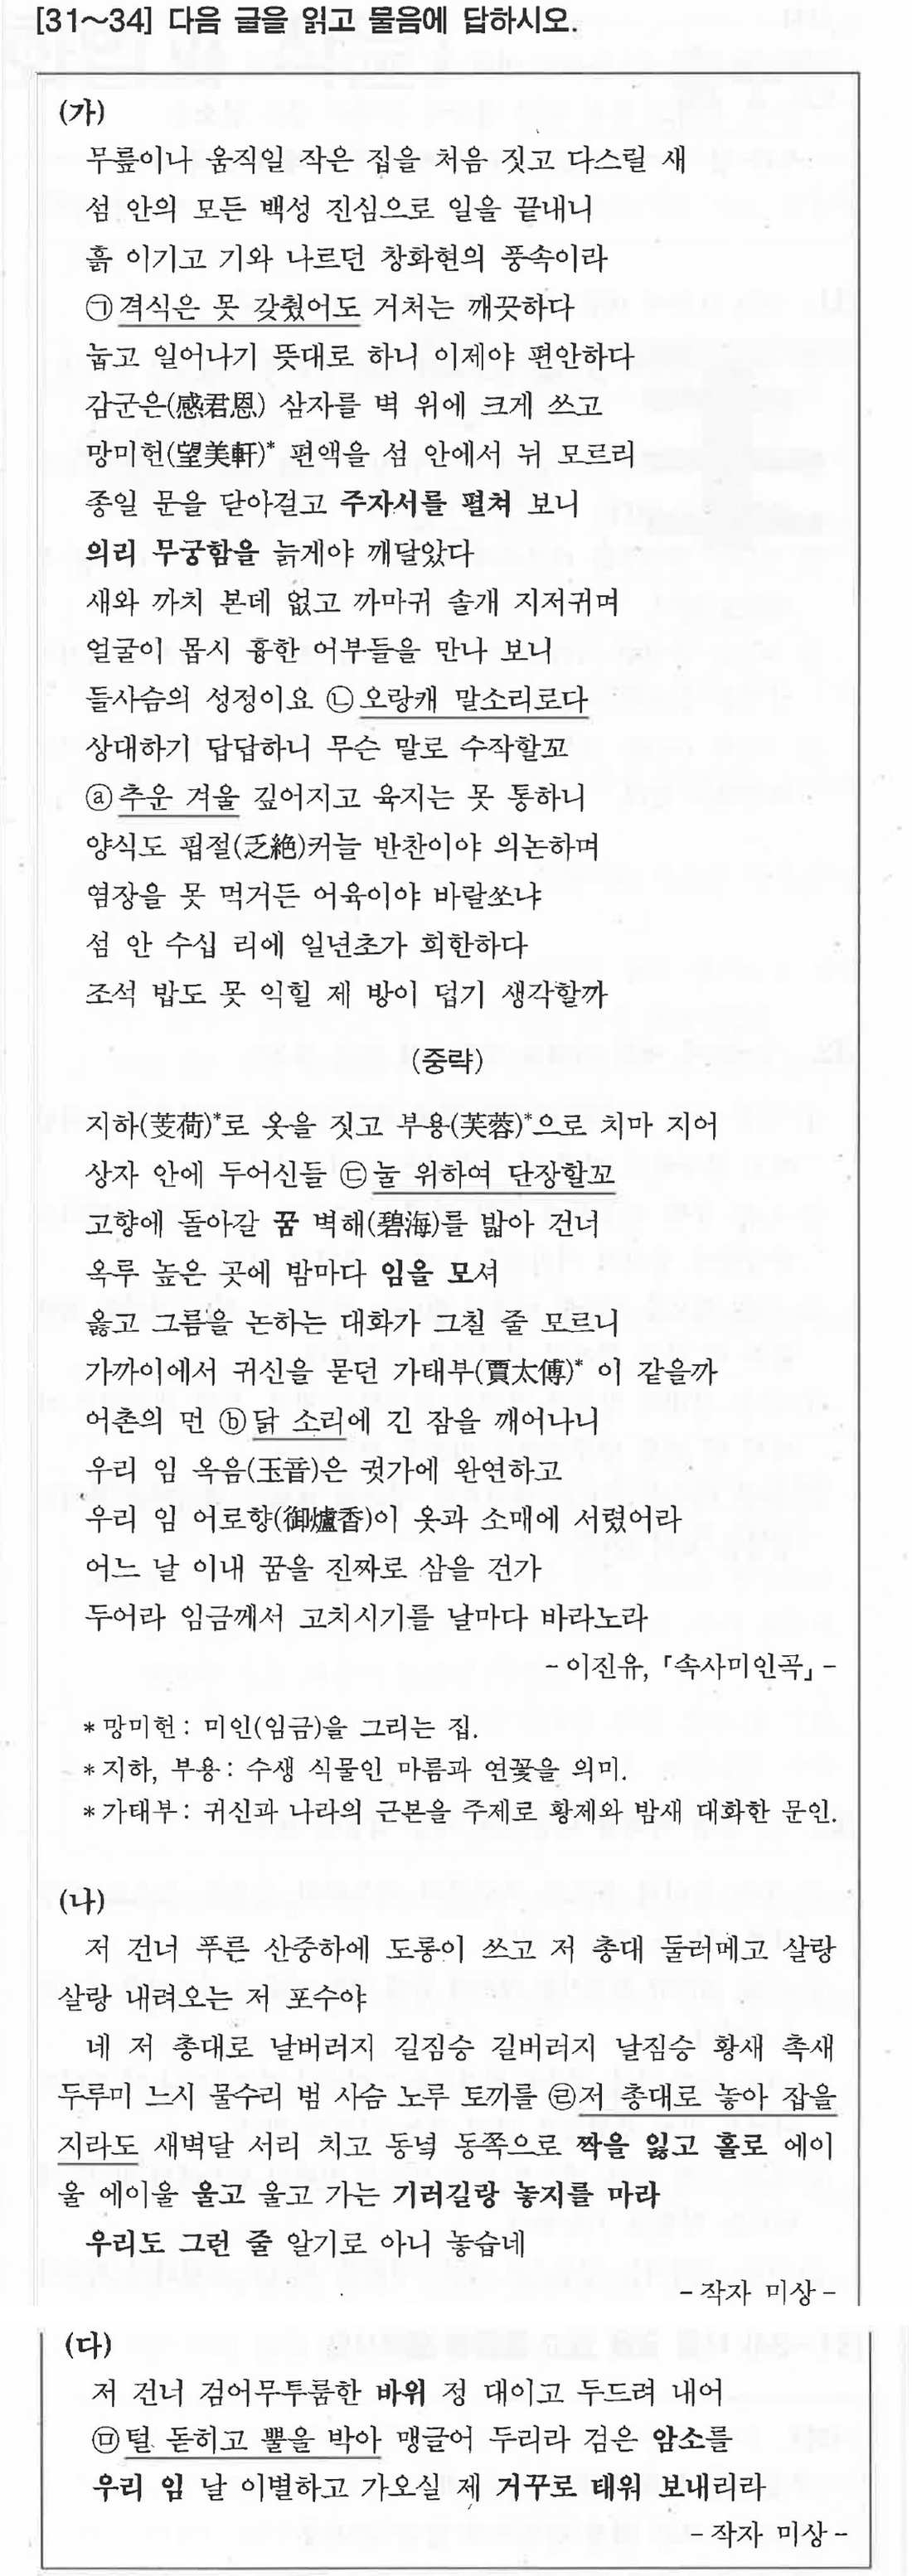 [31~34] 다음 글을 읽고 물음에 답하시오.
(가)
무릎이나 움직일 작은 집을 처음 짓고 다스릴 새
섬 안의 모든 백성 진심으로 일을 끝내니
흙 이기고 기와 나르던 창화현의 풍속이라
㉠격식은 못 갖췄어도 거처는 깨끗하다
눕고 일어나기 뜻대로 하니 이제야 편안하다
감군은(感君恩) 삼자를 벽 위에 크게 쓰고
망미헌(望美軒)* 편액을 섬 안에서 뉘 모르리
종일 문을 닫아걸고 주자서를 펼쳐 보니
의리 무궁함을 늙게야 깨달았다
새와 까치 본데 없고 까마귀 솔개 지저귀며
얼굴이 몹시 흉한 어부들을 만나 보니
들사슴의 성정이요 ㉡오랑캐 말소리로다
상대하기 답답하니 무슨 말로 수작할꼬
ⓐ추운 겨울 깊어지고 육지는 못 통하니
양식도 핍절(乏絶)커늘 반찬이야 의논하며
염장을 못 먹거든 어육이야 바랄쏘냐
섬 안 수십 리에 일년초가 희한하다
조석 밥도 못 익힐 제 방이 덥기 생각할까
(중략)
지하(芰荷)*로 옷을 짓고 부용(芙蓉)*으로 치마 지어
상자 안에 두어신들 ㉢눌 위하여 단장할꼬
고향에 돌아갈 꿈 벽해(碧海)를 밟아 건너
옥루 높은 곳에 밤마다 임을 모셔
옳고 그름을 논하는 대화가 그칠 줄 모르니
가까이에서 귀신을 묻던 가태부(賈太傅)* 이 같을까
어촌의 먼 ⓑ닭 소리에 긴 잠을 깨어나니
우리 임 옥음(玉音)은 귓가에 완연하고
우리 임 어로향(御爐香)이 옷과 소매에 서렸어라
어느 날 이내 꿈을 진짜로 삼을 건가
두어라 임금께서 고치시기를 날마다 바라노라
- 이진유, 「속사미인곡」 -
* 망미헌 : 미인(임금)을 그리는 집.
* 지하, 부용 : 수생 식물인 마름과 연꽃을 의미.
* 가태부 : 귀신과 나라의 근본을 주제로 황제와 밤새 대화한 문인.
(나)
저 건너 푸른 산중하에 도롱이 쓰고 저 총대 둘러메고 살랑
살랑 내려오는 저 포수야
네 저 총대로 날버러지 길짐승 길버러지 날짐승 황새 촉새
두루미 느시 물수리 범 사슴 노루 토끼를 ㉣저 총대로 놓아 잡을
지라도 새벽달 서리 치고 동녘 동쪽으로 짝을 잃고 홀로 에이
울 에이울 울고 울고 가는 기러길랑 놓지를 마라
우리도 그런 줄 알기로 아니 놓습네
- 작자 미상 -
(다)
저 건너 검어무투룸한 바위 정 대이고 두드려 내어
㉤털 돋히고 뿔을 박아 맹글어 두리라 검은 암소를
우리 임 날 이별하고 가오실 제 거꾸로 태워 보내리라
- 작자 미상 -